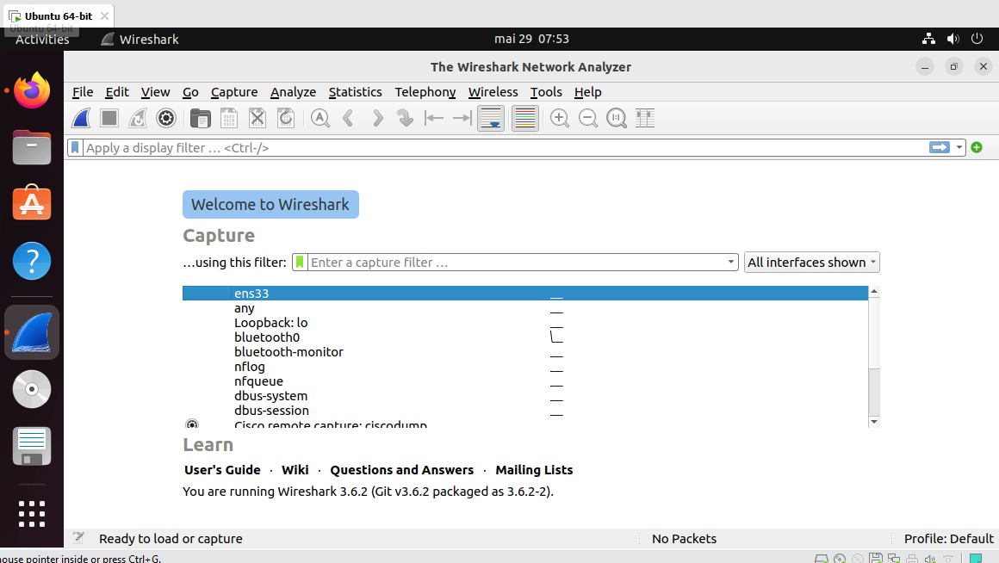 Ubuntu 64-bit
Ubuntu 64-bit
Activities Wireshark mai 29 07:53
The Wireshark Network Analyzer
File Edit View Go Capture Analyze Statistics Telephony Wireless Tools Help
Apply a display filter … <Ctrl-/>
Welcome to Wireshark
Capture
…using this filter: Enter a capture filter … All interfaces shown
ens33
any
Loopback: lo
bluetooth0
bluetooth-monitor
nflog
nfqueue
dbus-system
dbus-session
Cisco remote capture: ciscodump
Learn
User's Guide · Wiki · Questions and Answers · Mailing Lists
You are running Wireshark 3.6.2 (Git v3.6.2 packaged as 3.6.2-2).
Ready to load or capture No Packets Profile: Default
ouse pointer inside or press Ctrl+G.